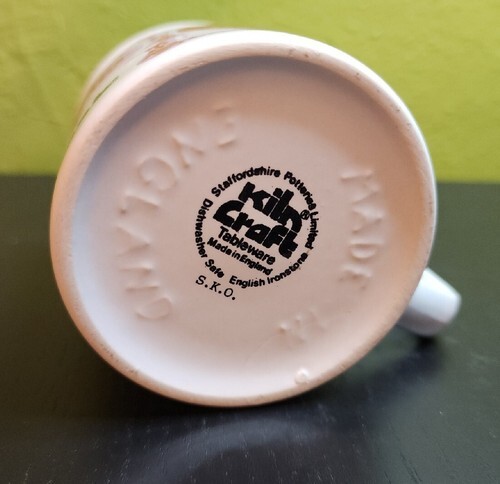 Staffordshire Potteries Limited
Kiln
Craft®
Tableware
Made in England
Dishwasher Safe English Ironstone
S.K.O.
MADE IN
ENGLAND